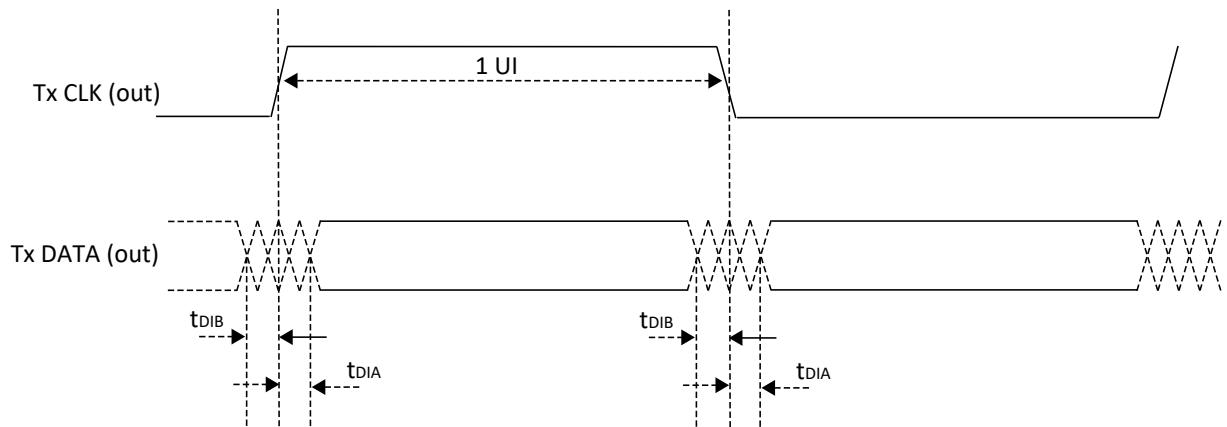 1 UI
Tx CLK (out)
Tx DATA (out)
tDIB
tDIB
tDIA
tDIA